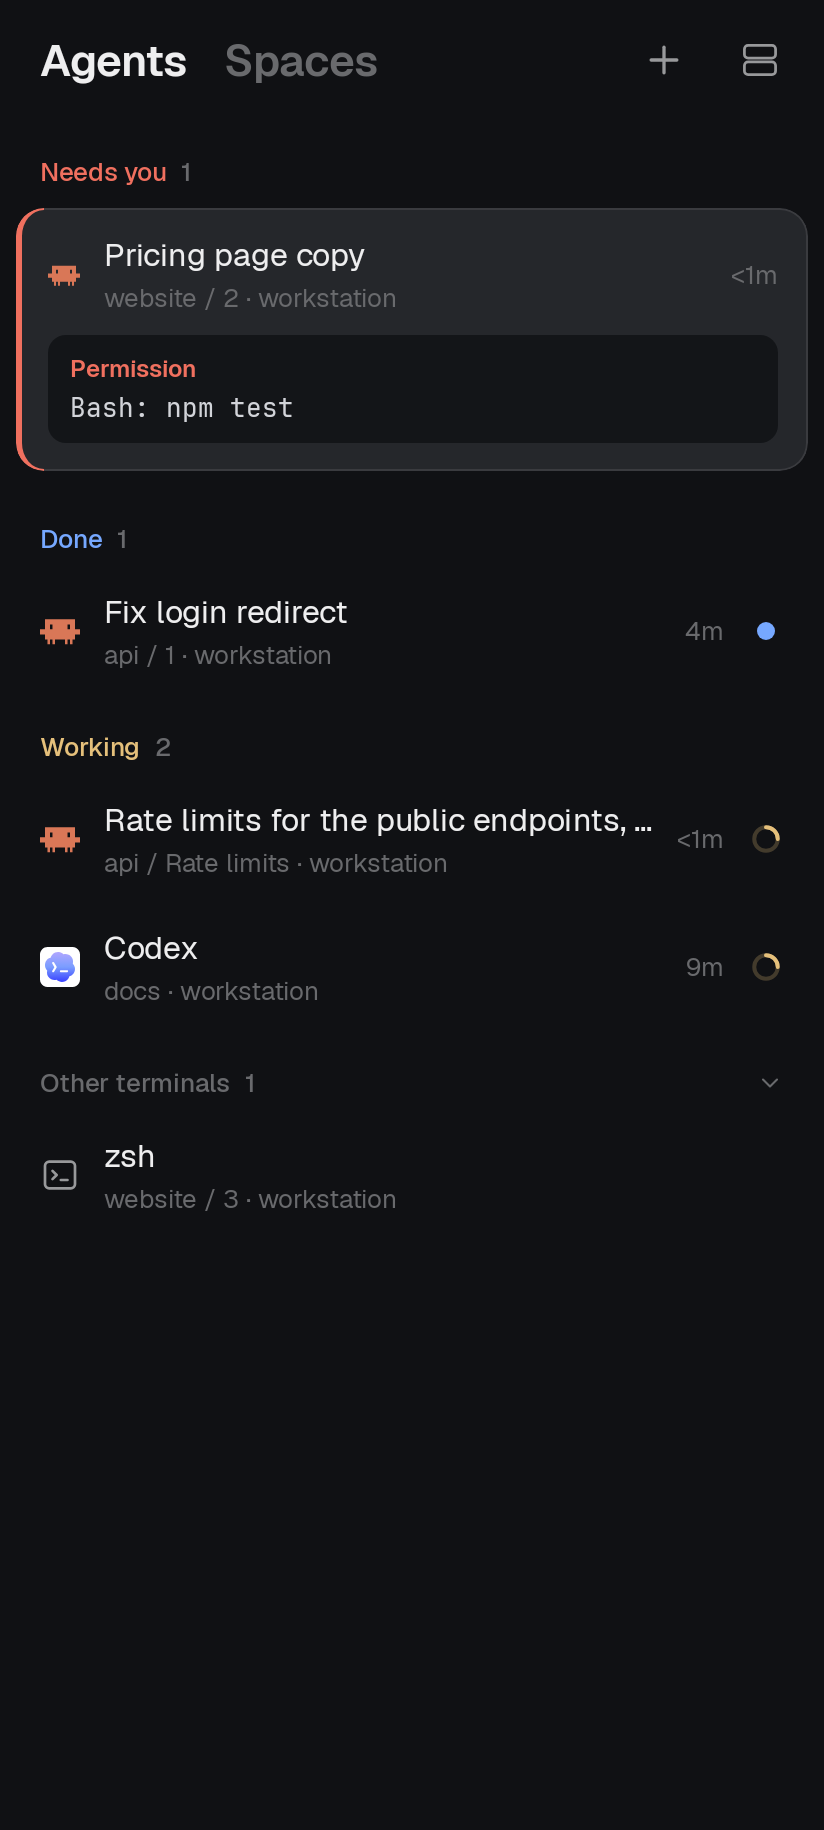 Agents Spaces
Needs you 1
Pricing page copy
website / 2 · workstation
<1m
Permission
Bash: npm test
Done 1
Fix login redirect
api / 1 · workstation
4m
Working 2
Rate limits for the public endpoints, ...
api / Rate limits · workstation
<1m
Codex
docs · workstation
9m
Other terminals 1
zsh
website / 3 · workstation